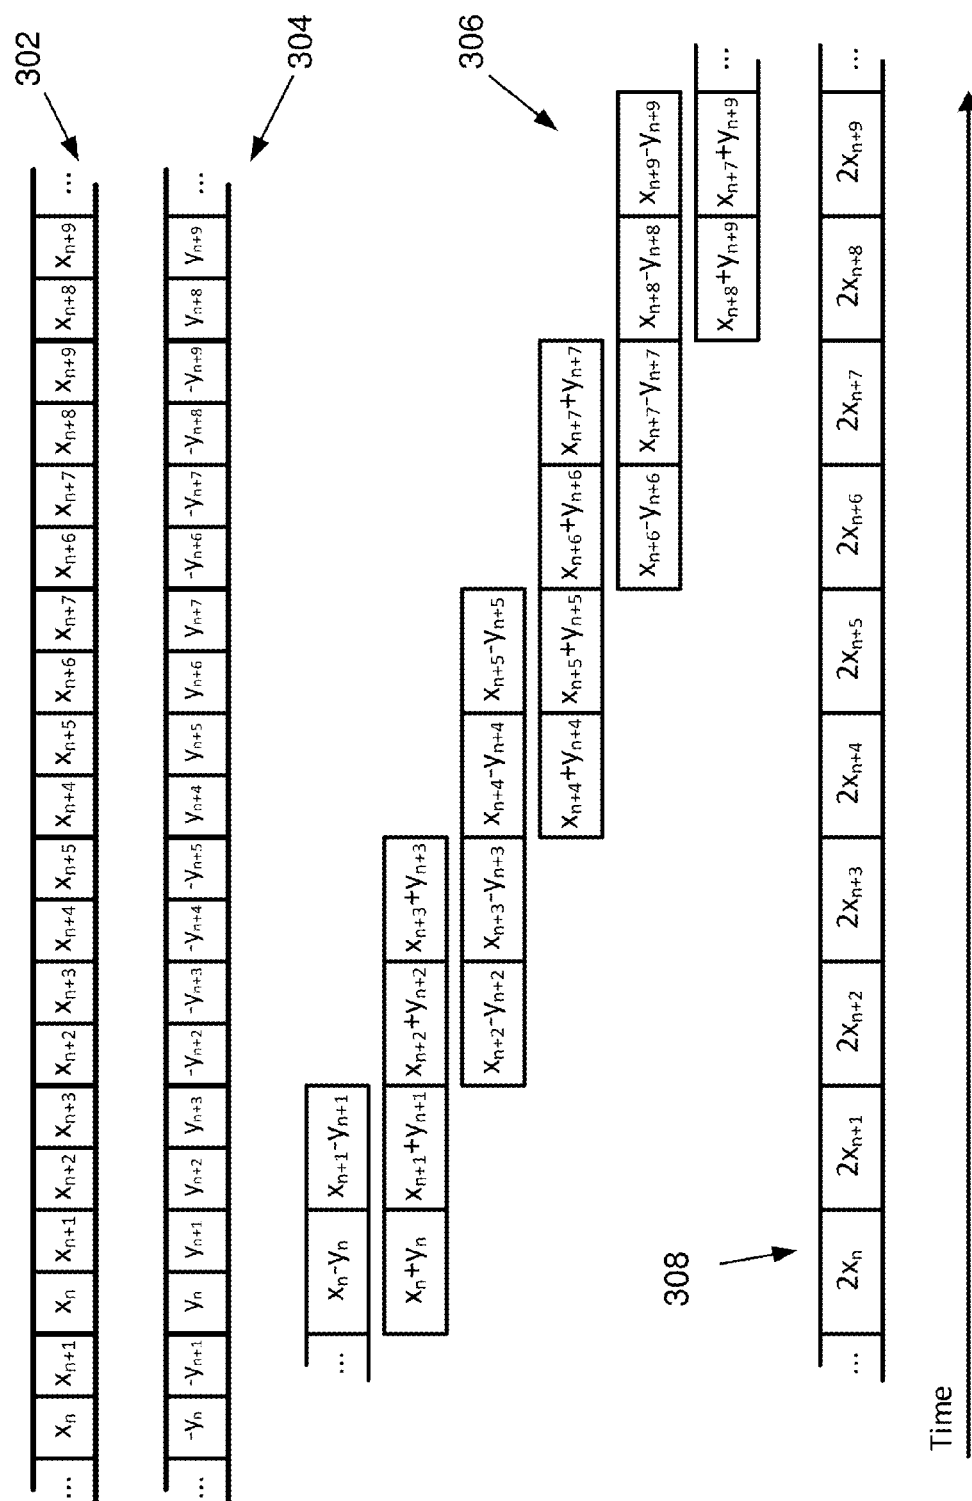 302
... xₙ xₙ₊₁ xₙ xₙ₊₁ xₙ₊₂ xₙ₊₃ xₙ₊₂ xₙ₊₃ xₙ₊₄ xₙ₊₅ xₙ₊₄ xₙ₊₅ xₙ₊₆ xₙ₊₇ xₙ₊₆ xₙ₊₇ xₙ₊₈ xₙ₊₉ xₙ₊₈ xₙ₊₉ ...
304
... -yₙ -yₙ₊₁ yₙ yₙ₊₁ yₙ₊₂ yₙ₊₃ -yₙ₊₂ -yₙ₊₃ -yₙ₊₄ -yₙ₊₅ yₙ₊₄ yₙ₊₅ yₙ₊₆ yₙ₊₇ -yₙ₊₆ -yₙ₊₇ -yₙ₊₈ -yₙ₊₉ yₙ₊₈ yₙ₊₉ ...
306
... xₙ-yₙ xₙ₊₁-yₙ₊₁
xₙ+yₙ xₙ₊₁+yₙ₊₁ xₙ₊₂+yₙ₊₂ xₙ₊₃+yₙ₊₃
xₙ₊₂-yₙ₊₂ xₙ₊₃-yₙ₊₃ xₙ₊₄-yₙ₊₄ xₙ₊₅-yₙ₊₅
xₙ₊₄+yₙ₊₄ xₙ₊₅+yₙ₊₅ xₙ₊₆+yₙ₊₆ xₙ₊₇+yₙ₊₇
xₙ₊₆-yₙ₊₆ xₙ₊₇-yₙ₊₇ xₙ₊₈-yₙ₊₈ xₙ₊₉-yₙ₊₉
xₙ₊₈+yₙ₊₉ xₙ₊₇+yₙ₊₉ ...
308
... 2xₙ 2xₙ₊₁ 2xₙ₊₂ 2xₙ₊₃ 2xₙ₊₄ 2xₙ₊₅ 2xₙ₊₆ 2xₙ₊₇ 2xₙ₊₈ 2xₙ₊₉ ...
Time